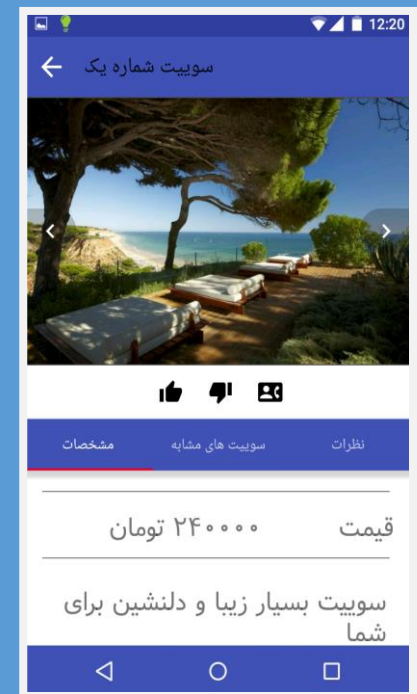 12:20
سوییت شماره یک
نظرات سوییت های مشابه مشخصات
قیمت ۲۴۰۰۰۰ تومان
سوییت بسیار زیبا و دلنشین برای
شما